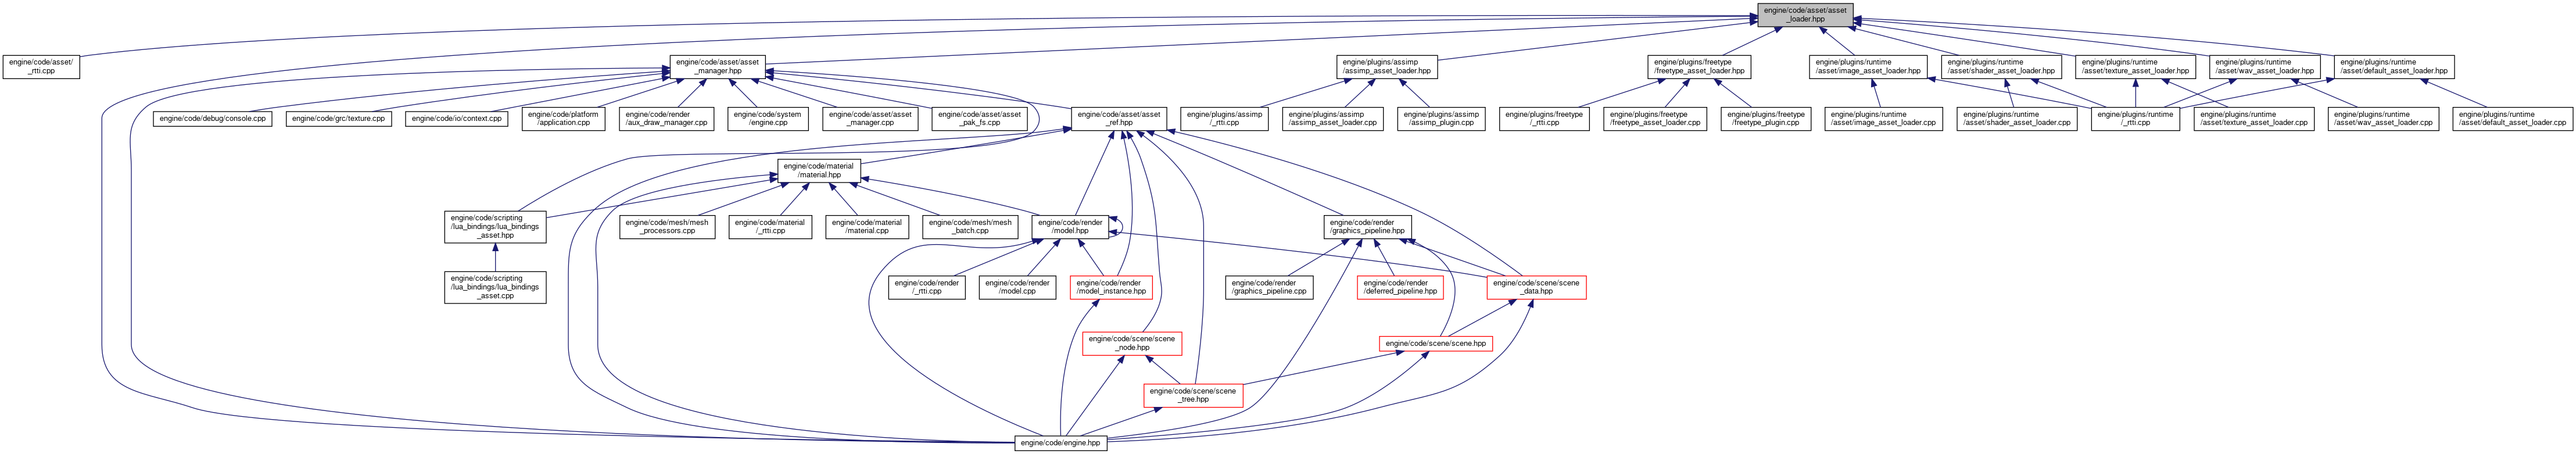 engine/code/asset/asset
_loader.hpp
engine/code/asset/
_rtti.cpp
engine/code/asset/asset
_manager.hpp
engine/plugins/assimp
/assimp_asset_loader.hpp
engine/plugins/freetype
/freetype_asset_loader.hpp
engine/plugins/runtime
/asset/image_asset_loader.hpp
engine/plugins/runtime
/asset/shader_asset_loader.hpp
engine/plugins/runtime
/asset/texture_asset_loader.hpp
engine/plugins/runtime
/asset/wav_asset_loader.hpp
engine/plugins/runtime
/asset/default_asset_loader.hpp
engine/code/debug/console.cpp
engine/code/grc/texture.cpp
engine/code/io/context.cpp
engine/code/platform
/application.cpp
engine/code/render
/aux_draw_manager.cpp
engine/code/system
/engine.cpp
engine/code/asset/asset
_manager.cpp
engine/code/asset/asset
_pak_fs.cpp
engine/code/asset/asset
_ref.hpp
engine/plugins/assimp
/_rtti.cpp
engine/plugins/assimp
/assimp_asset_loader.cpp
engine/plugins/assimp
/assimp_plugin.cpp
engine/plugins/freetype
/_rtti.cpp
engine/plugins/freetype
/freetype_asset_loader.cpp
engine/plugins/freetype
/freetype_plugin.cpp
engine/plugins/runtime
/asset/image_asset_loader.cpp
engine/plugins/runtime
/asset/shader_asset_loader.cpp
engine/plugins/runtime
/_rtti.cpp
engine/plugins/runtime
/asset/texture_asset_loader.cpp
engine/plugins/runtime
/asset/wav_asset_loader.cpp
engine/plugins/runtime
/asset/default_asset_loader.cpp
engine/code/material
/material.hpp
engine/code/scripting
/lua_bindings/lua_bindings
_asset.hpp
engine/code/mesh/mesh
_processors.cpp
engine/code/material
/_rtti.cpp
engine/code/material
/material.cpp
engine/code/mesh/mesh
_batch.cpp
engine/code/render
/model.hpp
engine/code/render
/graphics_pipeline.hpp
engine/code/scripting
/lua_bindings/lua_bindings
_asset.cpp
engine/code/render
/_rtti.cpp
engine/code/render
/model.cpp
engine/code/render
/model_instance.hpp
engine/code/render
/graphics_pipeline.cpp
engine/code/render
/deferred_pipeline.hpp
engine/code/scene/scene
_data.hpp
engine/code/scene/scene
_node.hpp
engine/code/scene/scene.hpp
engine/code/scene/scene
_tree.hpp
engine/code/engine.hpp